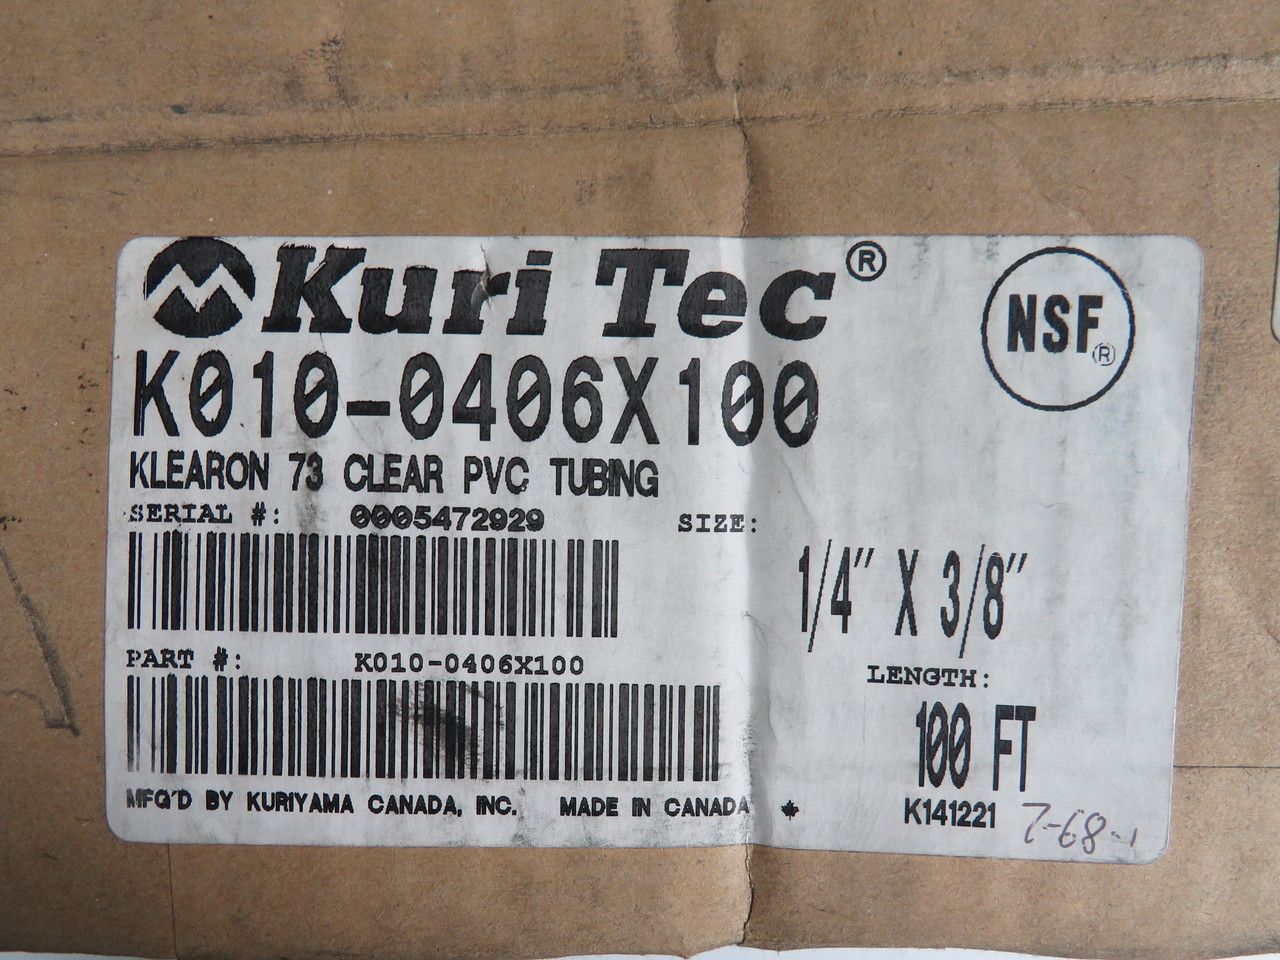 Kuri Tec®
NSF®
K010-0406X100
KLEARON 73 CLEAR PVC TUBING
SERIAL #: 0005472929
SIZE:
1/4" X 3/8"
PART #: K010-0406X100
LENGTH:
100 FT
MFG'D BY KURIYAMA CANADA, INC. MADE IN CANADA
K141221
7-68-1